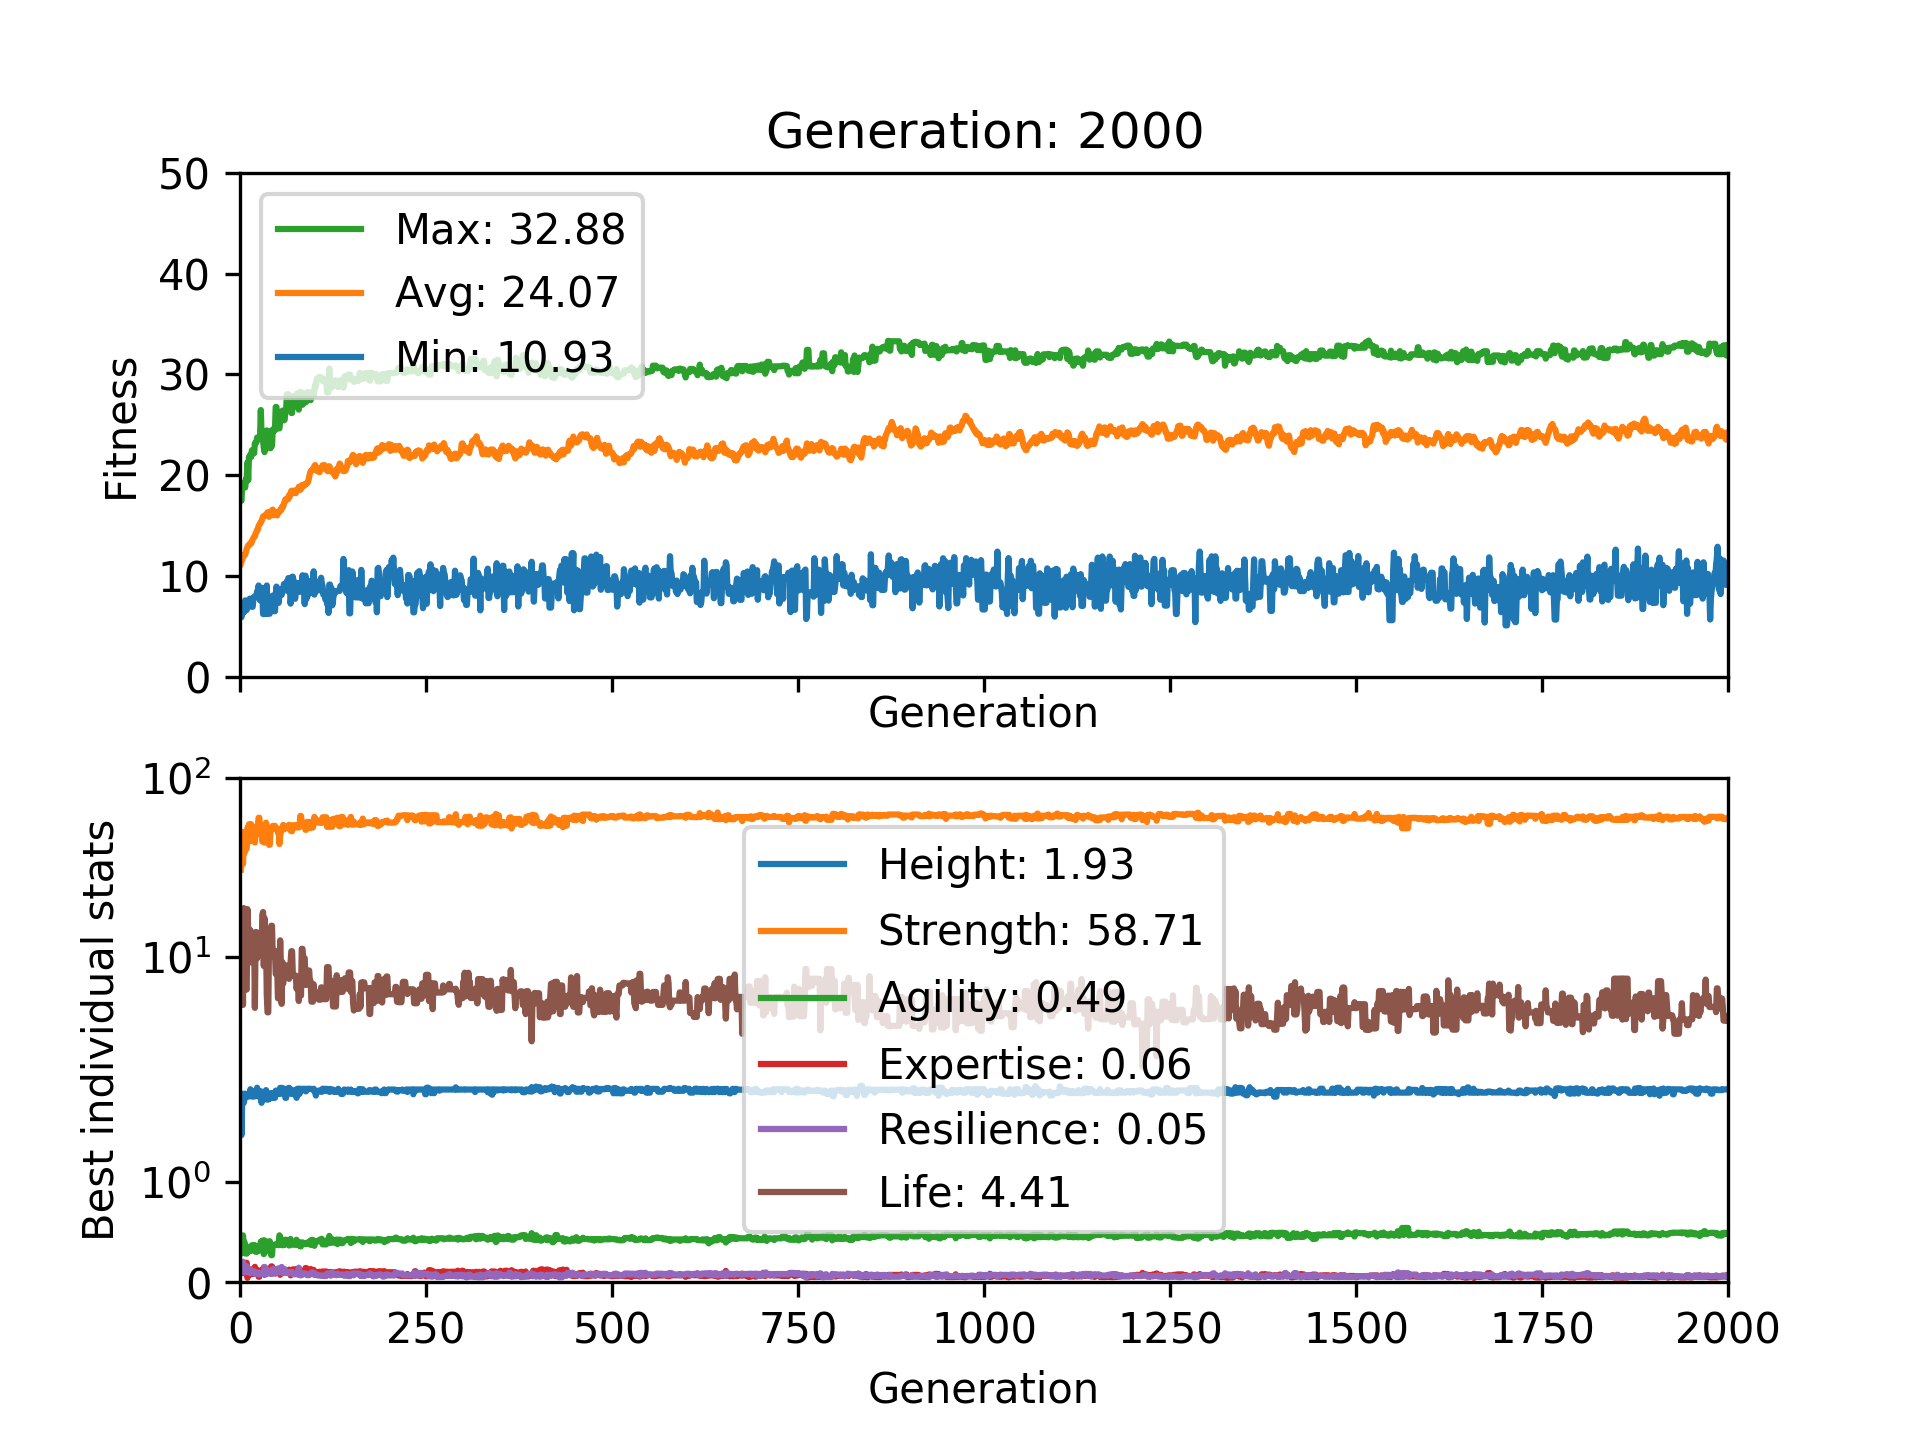 Generation: 2000
50
40
30
20
10
0
Fitness
Max: 32.88
Avg: 24.07
Min: 10.93
Generation
10²
10¹
10⁰
0
Best individual stats
Height: 1.93
Strength: 58.71
Agility: 0.49
Expertise: 0.06
Resilience: 0.05
Life: 4.41
0 250 500 750 1000 1250 1500 1750 2000
Generation